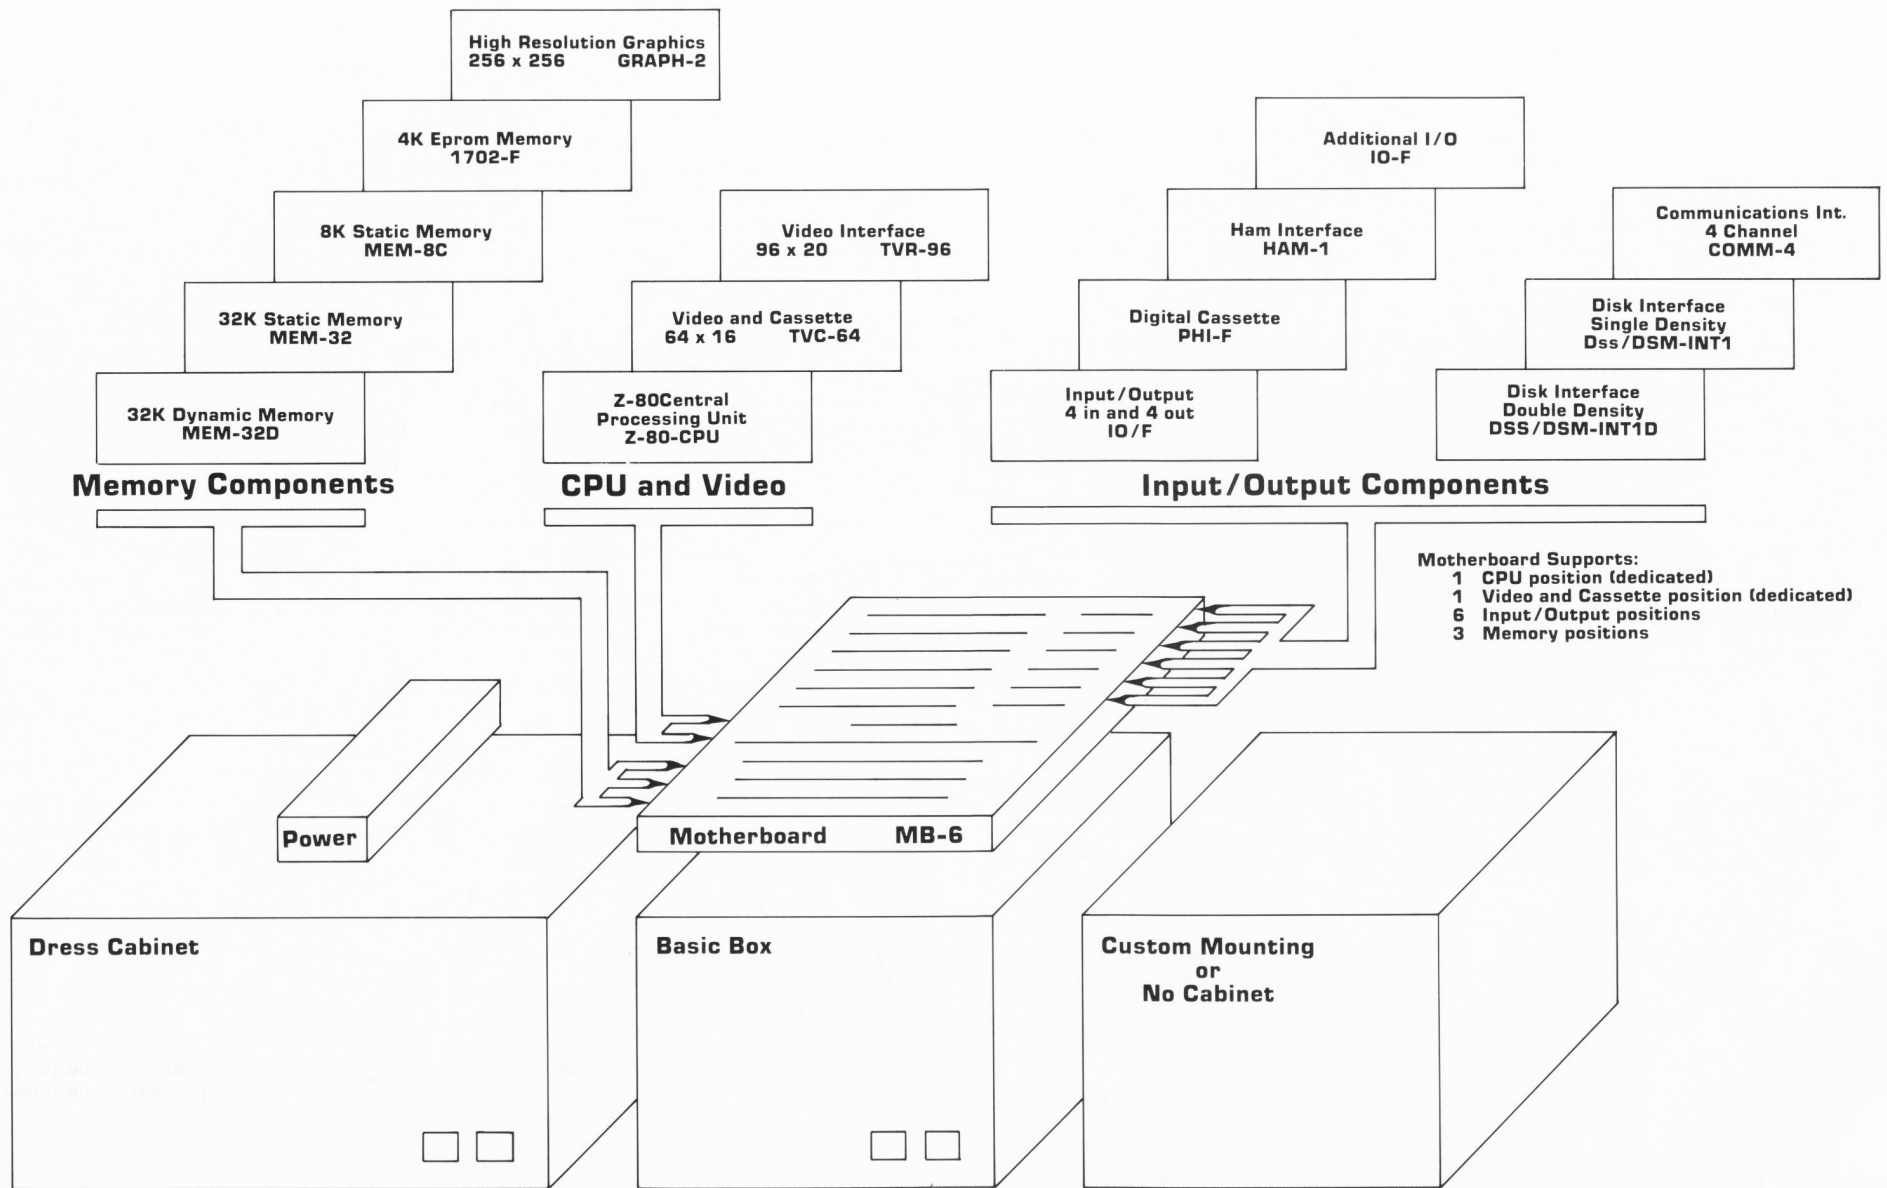 High Resolution Graphics
256 x 256 GRAPH-2
4K Eprom Memory
1702-F
8K Static Memory
MEM-8C
32K Static Memory
MEM-32
32K Dynamic Memory
MEM-32D
Memory Components
Video Interface
96 x 20 TVR-96
Video and Cassette
64 x 16 TVC-64
Z-80Central
Processing Unit
Z-80-CPU
CPU and Video
Additional I/O
IO-F
Ham Interface
HAM-1
Digital Cassette
PHI-F
Input/Output
4 in and 4 out
IO/F
Communications Int.
4 Channel
COMM-4
Disk Interface
Single Density
Dss/DSM-INT1
Disk Interface
Double Density
DSS/DSM-INT1D
Input/Output Components
Motherboard Supports:
1 CPU position (dedicated)
1 Video and Cassette position (dedicated)
6 Input/Output positions
3 Memory positions
Power
Motherboard MB-6
Dress Cabinet
Basic Box
Custom Mounting
or
No Cabinet